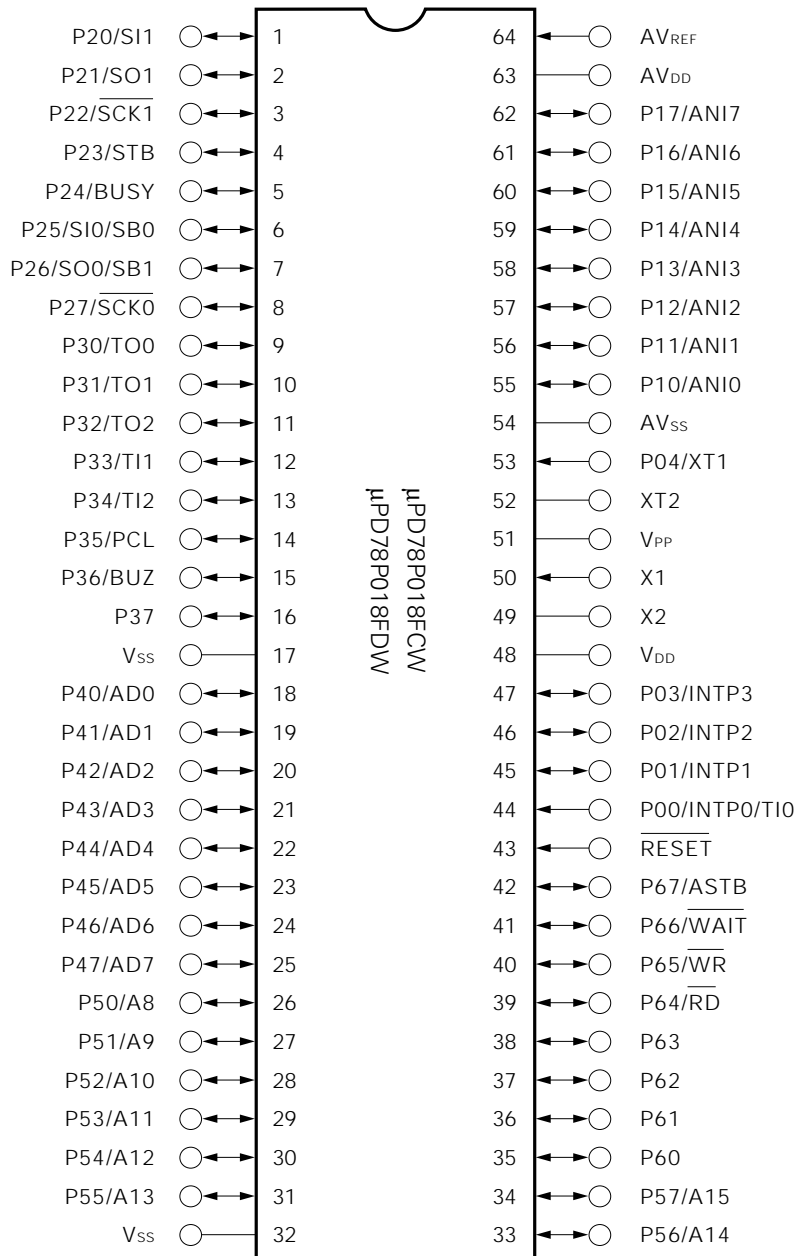 P20/SI1 1 64 AVREF
P21/SO1 2 63 AVDD
P22/SCK1 3 62 P17/ANI7
P23/STB 4 61 P16/ANI6
P24/BUSY 5 60 P15/ANI5
P25/SI0/SB0 6 59 P14/ANI4
P26/SO0/SB1 7 58 P13/ANI3
P27/SCK0 8 57 P12/ANI2
P30/TO0 9 56 P11/ANI1
P31/TO1 10 55 P10/ANI0
P32/TO2 11 54 AVSS
P33/TI1 12 53 P04/XT1
P34/TI2 13 52 XT2
P35/PCL 14 51 VPP
P36/BUZ 15 50 X1
P37 16 49 X2
VSS 17 48 VDD
P40/AD0 18 47 P03/INTP3
P41/AD1 19 46 P02/INTP2
P42/AD2 20 45 P01/INTP1
P43/AD3 21 44 P00/INTP0/TI0
P44/AD4 22 43 RESET
P45/AD5 23 42 P67/ASTB
P46/AD6 24 41 P66/WAIT
P47/AD7 25 40 P65/WR
P50/A8 26 39 P64/RD
P51/A9 27 38 P63
P52/A10 28 37 P62
P53/A11 29 36 P61
P54/A12 30 35 P60
P55/A13 31 34 P57/A15
VSS 32 33 P56/A14
μPD78P018FCW
μPD78P018FDW